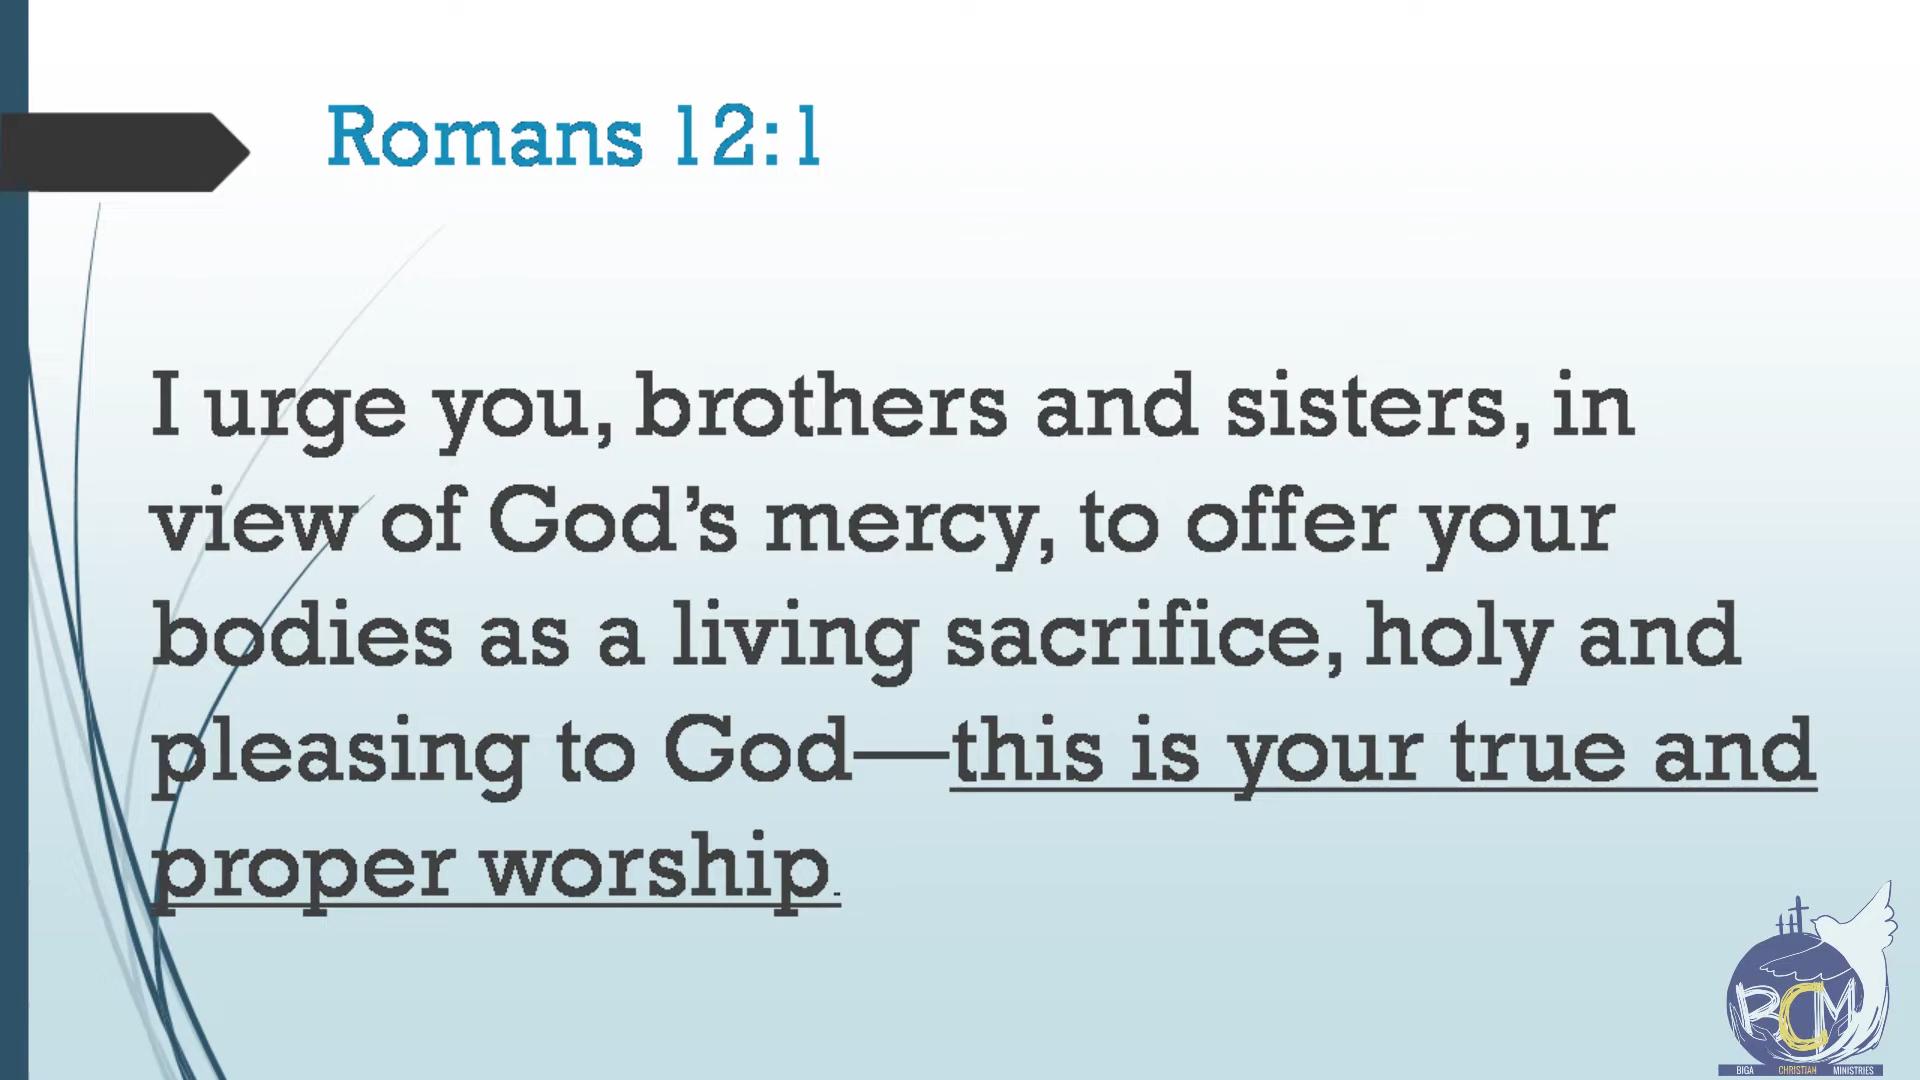 Romans 12:1
I urge you, brothers and sisters, in
view of God’s mercy, to offer your
bodies as a living sacrifice, holy and
pleasing to God—this is your true and
proper worship.
BCM
BIGA CHRISTIAN MINISTRIES